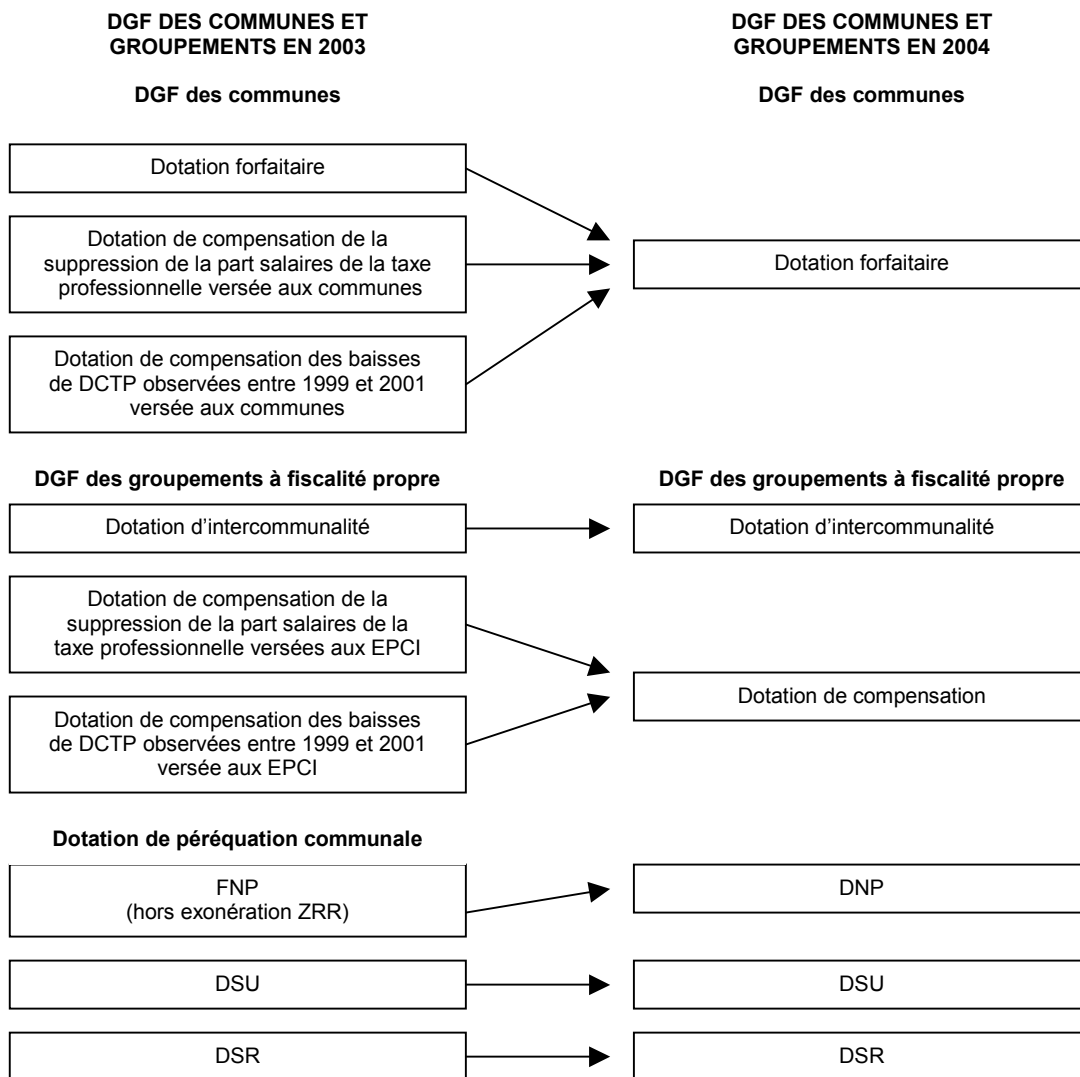 DGF DES COMMUNES ET
GROUPEMENTS EN 2003
DGF DES COMMUNES ET
GROUPEMENTS EN 2004
DGF des communes
DGF des communes
Dotation forfaitaire
Dotation de compensation de la
suppression de la part salaires de la taxe
professionnelle versée aux communes
Dotation forfaitaire
Dotation de compensation des baisses
de DCTP observées entre 1999 et 2001
versée aux communes
DGF des groupements à fiscalité propre
DGF des groupements à fiscalité propre
Dotation d’intercommunalité
Dotation d’intercommunalité
Dotation de compensation de la
suppression de la part salaires de la
taxe professionnelle versées aux EPCI
Dotation de compensation
Dotation de compensation des baisses
de DCTP observées entre 1999 et 2001
versée aux EPCI
Dotation de péréquation communale
FNP
(hors exonération ZRR)
DNP
DSU
DSU
DSR
DSR